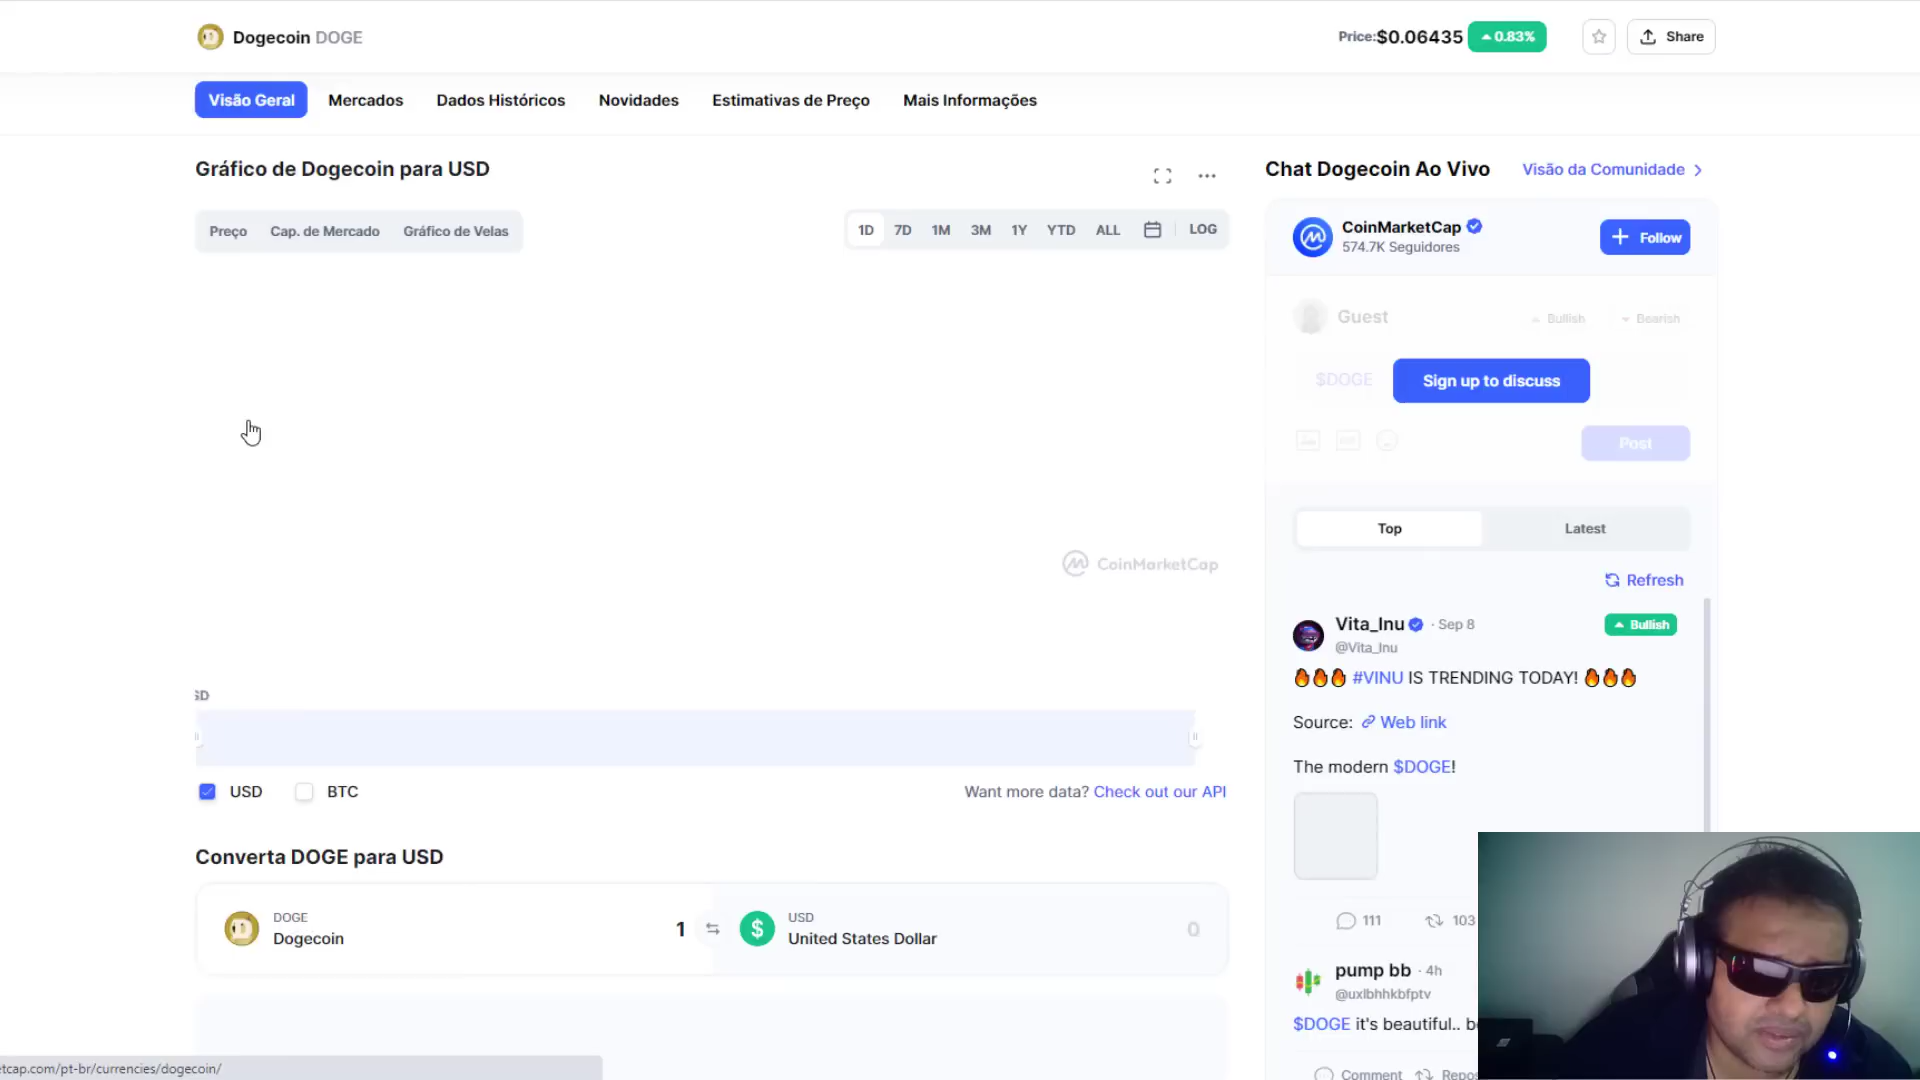 Dogecoin DOGE
Price:$0.06435 0.83%
Share
Visão Geral
Mercados
Dados Históricos
Novidades
Estimativas de Preço
Mais Informações
Gráfico de Dogecoin para USD
Preço
Cap. de Mercado
Gráfico de Velas
1D
7D
1M
3M
1Y
YTD
ALL
LOG
CoinMarketCap
SD
USD
BTC
Want more data? Check out our API
Converta DOGE para USD
DOGE
Dogecoin
1
USD
United States Dollar
0
Chat Dogecoin Ao Vivo
Visão da Comunidade
CoinMarketCap
574.7K Seguidores
Follow
Guest
Bullish
Bearish
$DOGE
Sign up to discuss
Post
Top
Latest
Refresh
Vita_Inu · Sep 8
@Vita_Inu
Bullish
#VINU IS TRENDING TODAY!
Source: Web link
The modern $DOGE!
111
103
pump bb · 4h
@uxlbhhkbfptv
$DOGE it's beautiful..
Comment
etcap.com/pt-br/currencies/dogecoin/